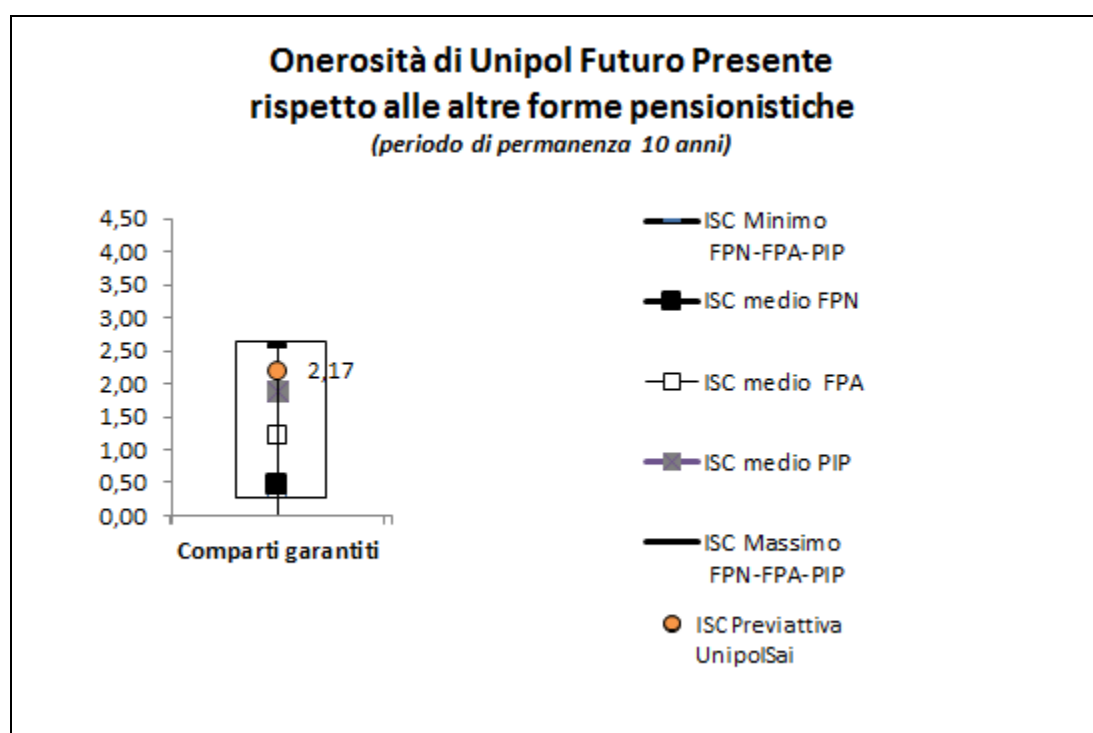 Onerosità di Unipol Futuro Presente
rispetto alle altre forme pensionistiche
(periodo di permanenza 10 anni)
4,50
4,00
3,50
3,00
2,50
2,00
1,50
1,00
0,50
0,00
2,17
Comparti garantiti
ISC Minimo
FPN-FPA-PIP
ISC medio FPN
ISC medio FPA
ISC medio PIP
ISC Massimo
FPN-FPA-PIP
ISC Previattiva
UnipolSai